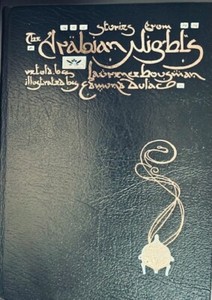 Stories from
The Arabian Nights
retold by Laurence Housman
illustrated by Edmund Dulac